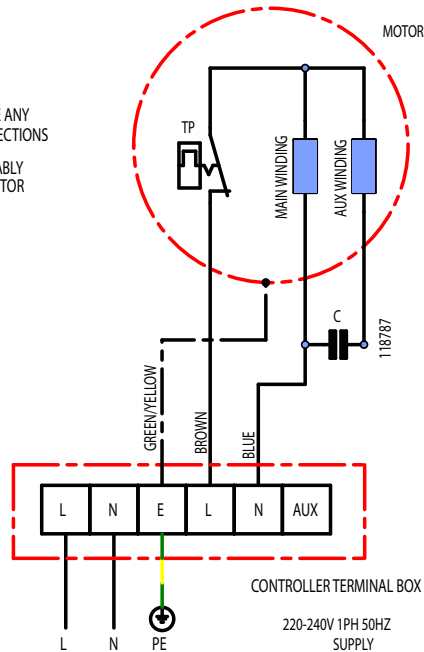 MOTOR
E ANY
ECTIONS
ABLY
TOR
TP
MAIN WINDING
AUX WINDING
C
118787
GREEN/YELLOW
BROWN
BLUE
L N E L N AUX
CONTROLLER TERMINAL BOX
L N PE
220-240V 1PH 50HZ
SUPPLY